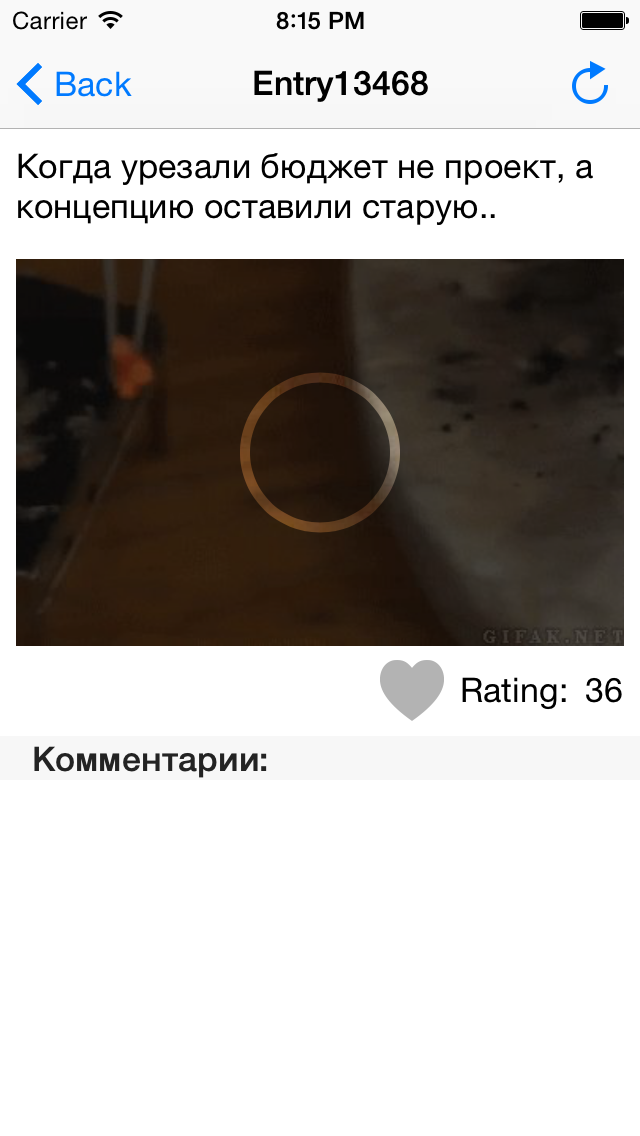 Carrier 8:15 PM
Back Entry13468
Когда урезали бюджет не проект, а
концепцию оставили старую..
GIFAK.NET
Rating: 36
Комментарии: